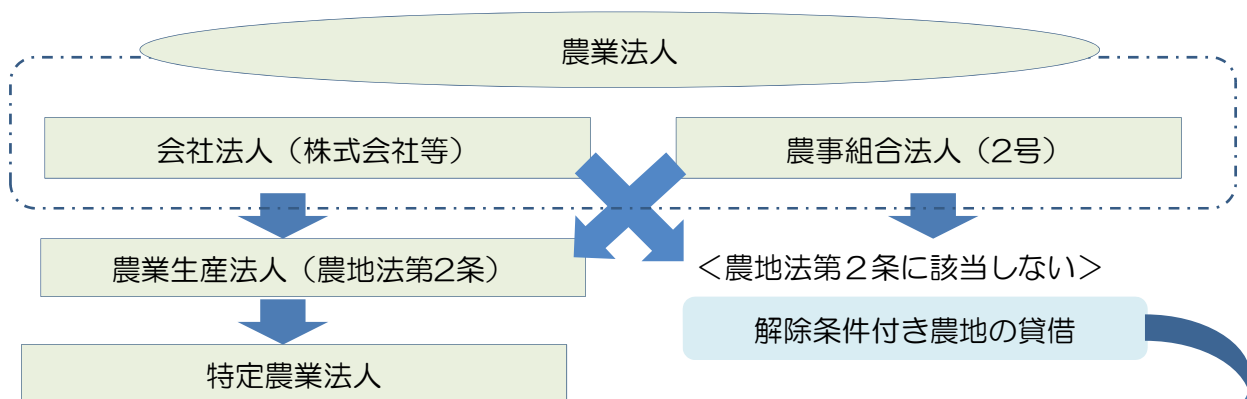 農業法人
会社法人（株式会社等）
農事組合法人（2号）
農業生産法人（農地法第2条）
＜農地法第２条に該当しない＞
解除条件付き農地の貸借
特定農業法人